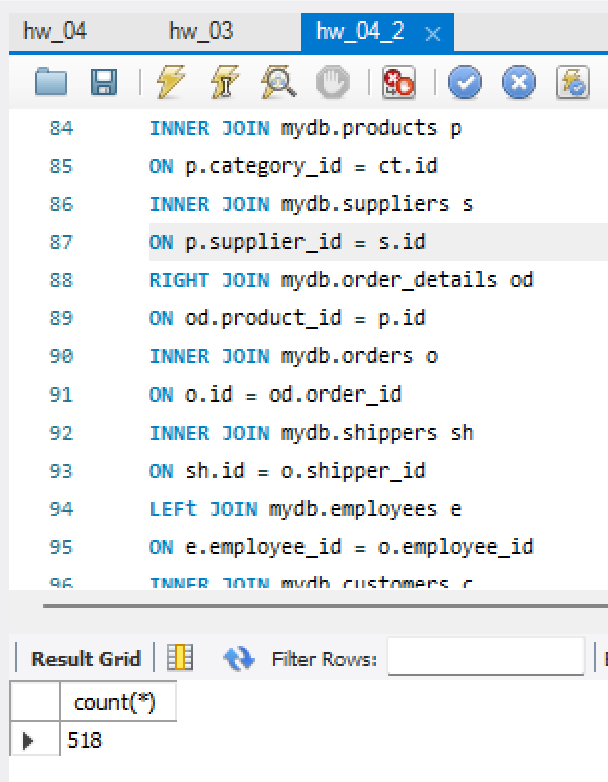 hw_04 hw_03 hw_04_2
84 INNER JOIN mydb.products p
85 ON p.category_id = ct.id
86 INNER JOIN mydb.suppliers s
87 ON p.supplier_id = s.id
88 RIGHT JOIN mydb.order_details od
89 ON od.product_id = p.id
90 INNER JOIN mydb.orders o
91 ON o.id = od.order_id
92 INNER JOIN mydb.shippers sh
93 ON sh.id = o.shipper_id
94 LEFt JOIN mydb.employees e
95 ON e.employee_id = o.employee_id
96 INNER JOIN mydb.customers c
Result Grid Filter Rows:
count(*)
518